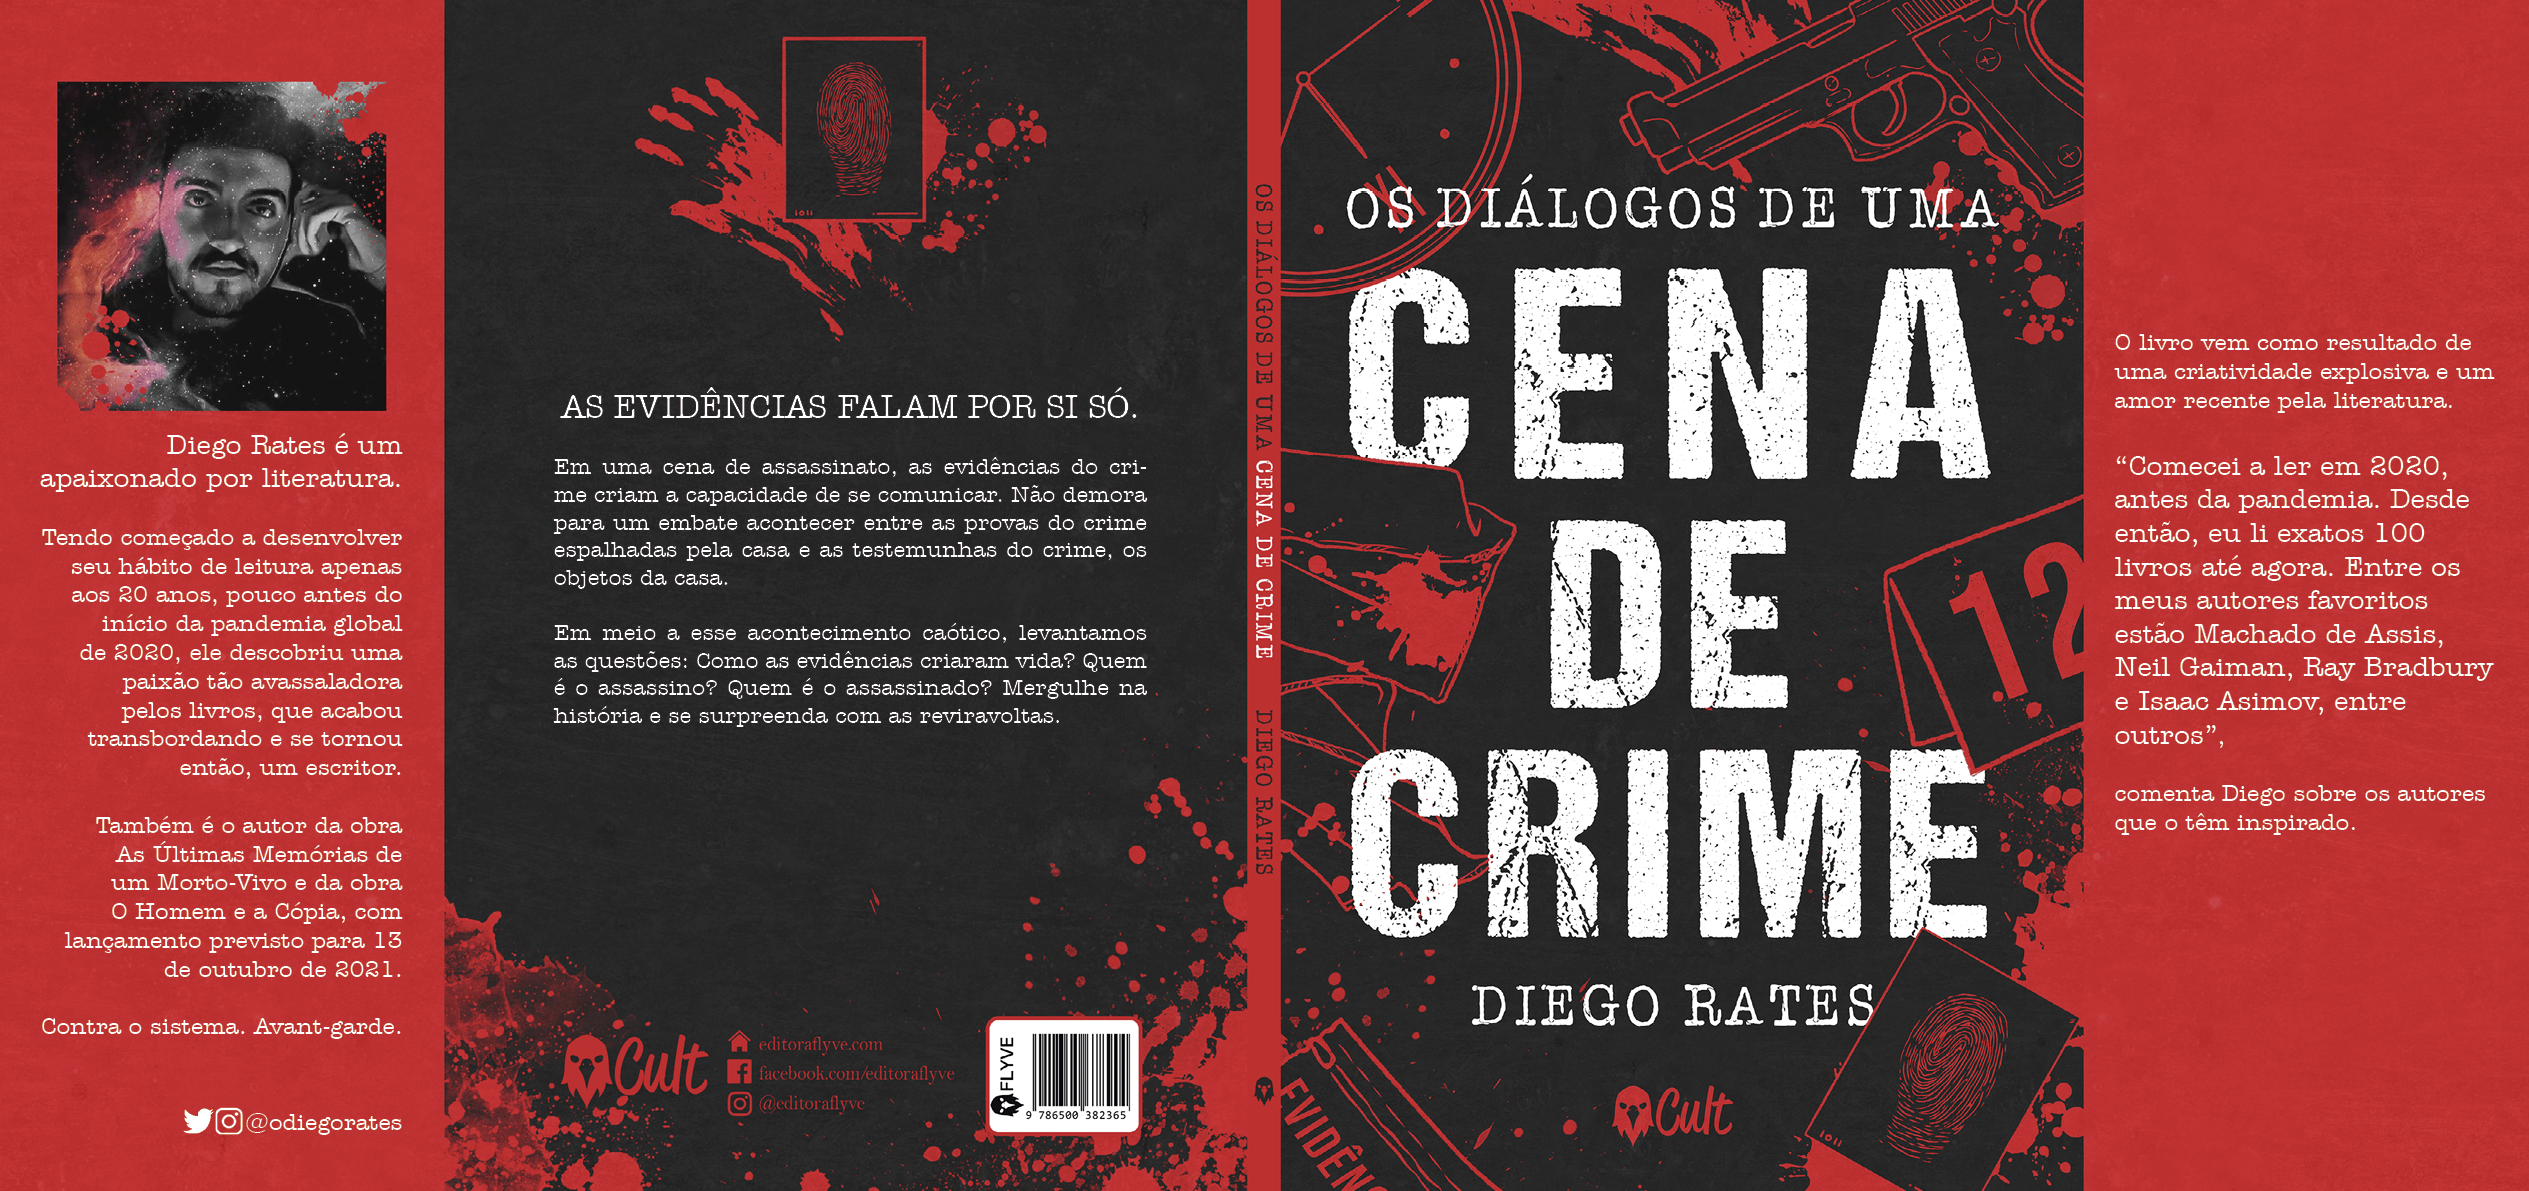 Diego Rates é um
apaixonado por literatura.
Tendo começado a desenvolver
seu hábito de leitura apenas
aos 20 anos, pouco antes do
início da pandemia global
de 2020, ele descobriu uma
paixão tão avassaladora
pelos livros, que acabou
transbordando e se tornou
então, um escritor.
Também é o autor da obra
As Últimas Memórias de
um Morto-Vivo e da obra
O Homem e a Cópia, com
lançamento previsto para 13
de outubro de 2021.
Contra o sistema. Avant-garde.
@odiegorates
1011
AS EVIDÊNCIAS FALAM POR SI SÓ.
Em uma cena de assassinato, as evidências do cri-
me criam a capacidade de se comunicar. Não demora
para um embate acontecer entre as provas do crime
espalhadas pela casa e as testemunhas do crime, os
objetos da casa.
Em meio a esse acontecimento caótico, levantamos
as questões: Como as evidências criaram vida? Quem
é o assassino? Quem é o assassinado? Mergulhe na
história e se surpreenda com as reviravoltas.
Cult
editoraflyve.com
facebook.com/editoraflyve
@editoraflyve
FLYVE
9 786500 382365
OS DIÁLOGOS DE UMA CENA DE CRIME DIEGO RATES
OS DIÁLOGOS DE UMA
CENA
DE
CRIME
12
DIEGO RATES
Cult
EVIDÊNC
1011
O livro vem como resultado de
uma criatividade explosiva e um
amor recente pela literatura.
“Comecei a ler em 2020,
antes da pandemia. Desde
então, eu li exatos 100
livros até agora. Entre os
meus autores favoritos
estão Machado de Assis,
Neil Gaiman, Ray Bradbury
e Isaac Asimov, entre
outros”,
comenta Diego sobre os autores
que o têm inspirado.